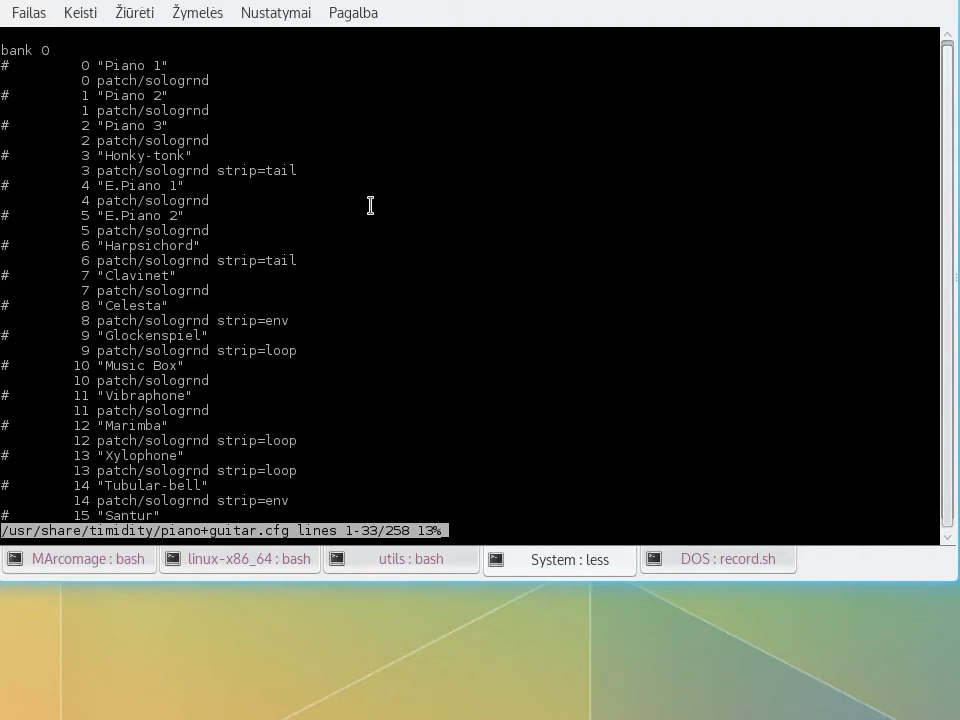 Failas Keisti Žiūrėti Žymelės Nustatymai Pagalba
bank 0
# 0 "Piano 1"
0 patch/sologrnd
# 1 "Piano 2"
1 patch/sologrnd
# 2 "Piano 3"
2 patch/sologrnd
# 3 "Honky-tonk"
3 patch/sologrnd strip=tail
# 4 "E.Piano 1"
4 patch/sologrnd
# 5 "E.Piano 2"
5 patch/sologrnd
# 6 "Harpsichord"
6 patch/sologrnd strip=tail
# 7 "Clavinet"
7 patch/sologrnd
# 8 "Celesta"
8 patch/sologrnd strip=env
# 9 "Glockenspiel"
9 patch/sologrnd strip=loop
# 10 "Music Box"
10 patch/sologrnd
# 11 "Vibraphone"
11 patch/sologrnd
# 12 "Marimba"
12 patch/sologrnd strip=loop
# 13 "Xylophone"
13 patch/sologrnd strip=loop
# 14 "Tubular-bell"
14 patch/sologrnd strip=env
# 15 "Santur"
/usr/share/timidity/piano+guitar.cfg lines 1-33/258 13%
MArcomage : bash linux-x86_64 : bash utils : bash System : less DOS : record.sh